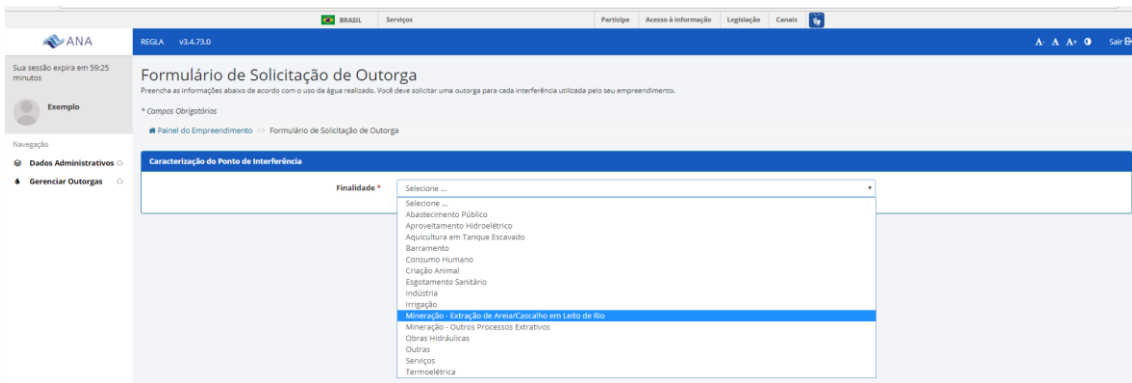 BRASIL Serviços Participe Acesso à informação Legislação Canais
ANA
REGLA v3.4.73.0 A- A A+ Sair
Sua sessão expira em 59:25
minutos
Exemplo
Navegação
Dados Administrativos
Gerenciar Outorgas
Formulário de Solicitação de Outorga
Preencha as informações abaixo de acordo com o uso da água realizado. Você deve solicitar uma outorga para cada interferência utilizada pelo seu empreendimento.
* Campos Obrigatórios
Painel do Empreendimento >> Formulário de Solicitação de Outorga
Caracterização do Ponto de Interferência
Finalidade * Selecione ...
Selecione ...
Abastecimento Público
Aproveitamento Hidroelétrico
Aquicultura em Tanque Escavado
Barramento
Consumo Humano
Criação Animal
Esgotamento Sanitário
Indústria
Irrigação
Mineração - Extração de Areia/Cascalho em Leito de Rio
Mineração - Outros Processos Extrativos
Obras Hidráulicas
Outras
Serviços
Termoelétrica